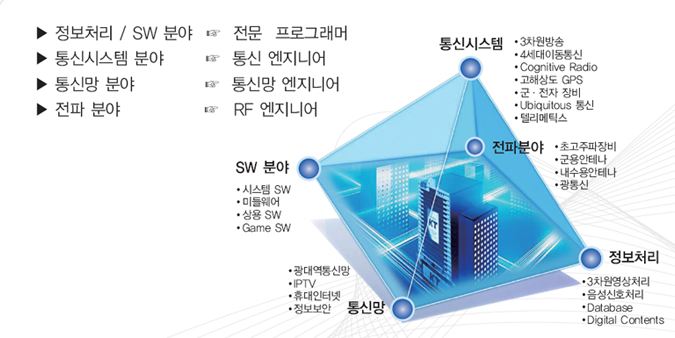 ▶ 정보처리 / SW 분야 ☞ 전문 프로그래머
▶ 통신시스템 분야 ☞ 통신 엔지니어
▶ 통신망 분야 ☞ 통신망 엔지니어
▶ 전파 분야 ☞ RF 엔지니어
통신시스템
• 3차원방송
• 4세대이동통신
• Cognitive Radio
• 고해상도 GPS
• 군 · 전자 장비
• Ubiquitous 통신
• 텔리메틱스
전파분야
• 초고주파장비
• 군용안테나
• 내수용안테나
• 광통신
SW 분야
• 시스템 SW
• 미들웨어
• 상용 SW
• Game SW
정보처리
• 3차원영상처리
• 음성신호처리
• Database
• Digital Contents
통신망
• 광대역통신망
• IPTV
• 휴대인터넷
• 정보보안
KT